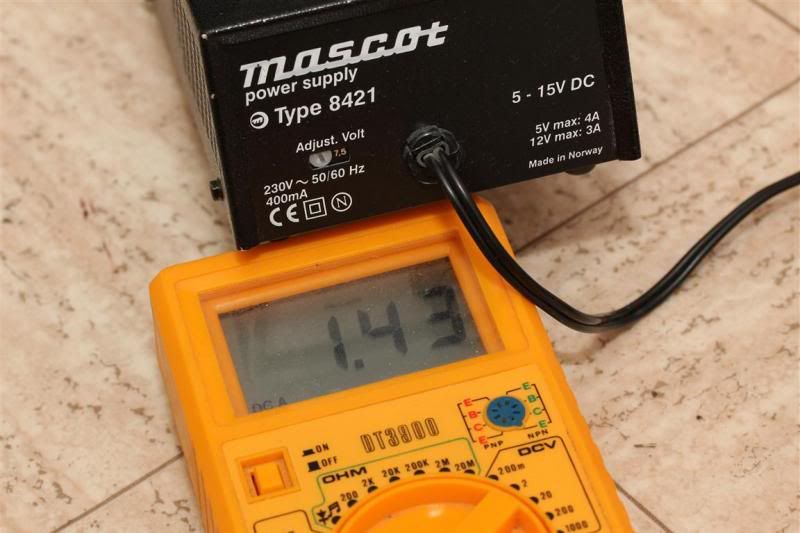 mascot
power supply
Type 8421
5 - 15V DC
5V max: 4A
12V max: 3A
Made in Norway
Adjust. Volt
7,5
230V ~ 50/60 Hz
400mA
CE N
1.43
DC A
DT3900
ON
OFF
OHM
200 2K 20K 200K 2M 20M
DCV
200m
2
20
200
1000
E B C E
PNP
E B C E
NPN